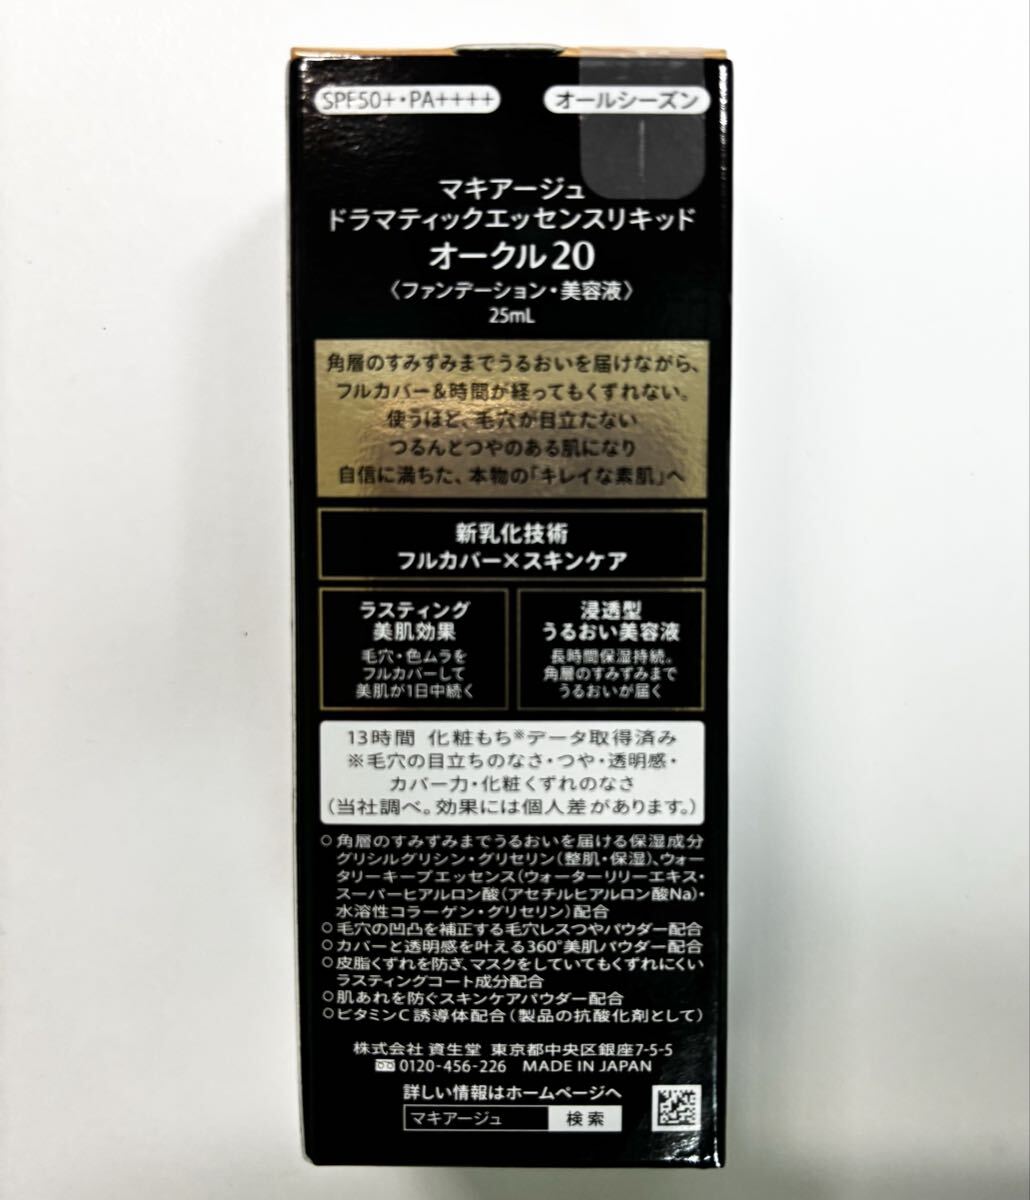 SPF50+・PA++++ オールシーズン
マキアージュ
ドラマティックエッセンスリキッド
オークル20
〈ファンデーション・美容液〉
25mL
角層のすみずみまでうるおいを届けながら、
フルカバー&時間が経ってもくずれない。
使うほど、毛穴が目立たない
つるんとつやのある肌になり
自信に満ちた、本物の「キレイな素肌」へ
新乳化技術
フルカバー×スキンケア
ラスティング
美肌効果
毛穴・色ムラを
フルカバーして
美肌が1日中続く
浸透型
うるおい美容液
長時間保湿持続。
角層のすみずみまで
うるおいが届く
13時間 化粧もち※データ取得済み
※毛穴の目立ちのなさ・つや・透明感・
カバー力・化粧くずれのなさ
(当社調べ。効果には個人差があります。)
○角層のすみずみまでうるおいを届ける保湿成分
グリシルグリシン・グリセリン(整肌・保湿)、ウォー
タリーキープエッセンス(ウォーターリリーエキス・
スーパーヒアルロン酸(アセチルヒアルロン酸Na)・
水溶性コラーゲン・グリセリン)配合
○毛穴の凹凸を補正する毛穴レスつやパウダー配合
○カバーと透明感を叶える360°美肌パウダー配合
○皮脂くずれを防ぎ、マスクをしていてもくずれにくい
ラスティングコート成分配合
○肌あれを防ぐスキンケアパウダー配合
○ビタミンC誘導体配合(製品の抗酸化剤として)
株式会社 資生堂 東京都中央区銀座7-5-5
0120-456-226 MADE IN JAPAN
詳しい情報はホームページへ
マキアージュ 検索